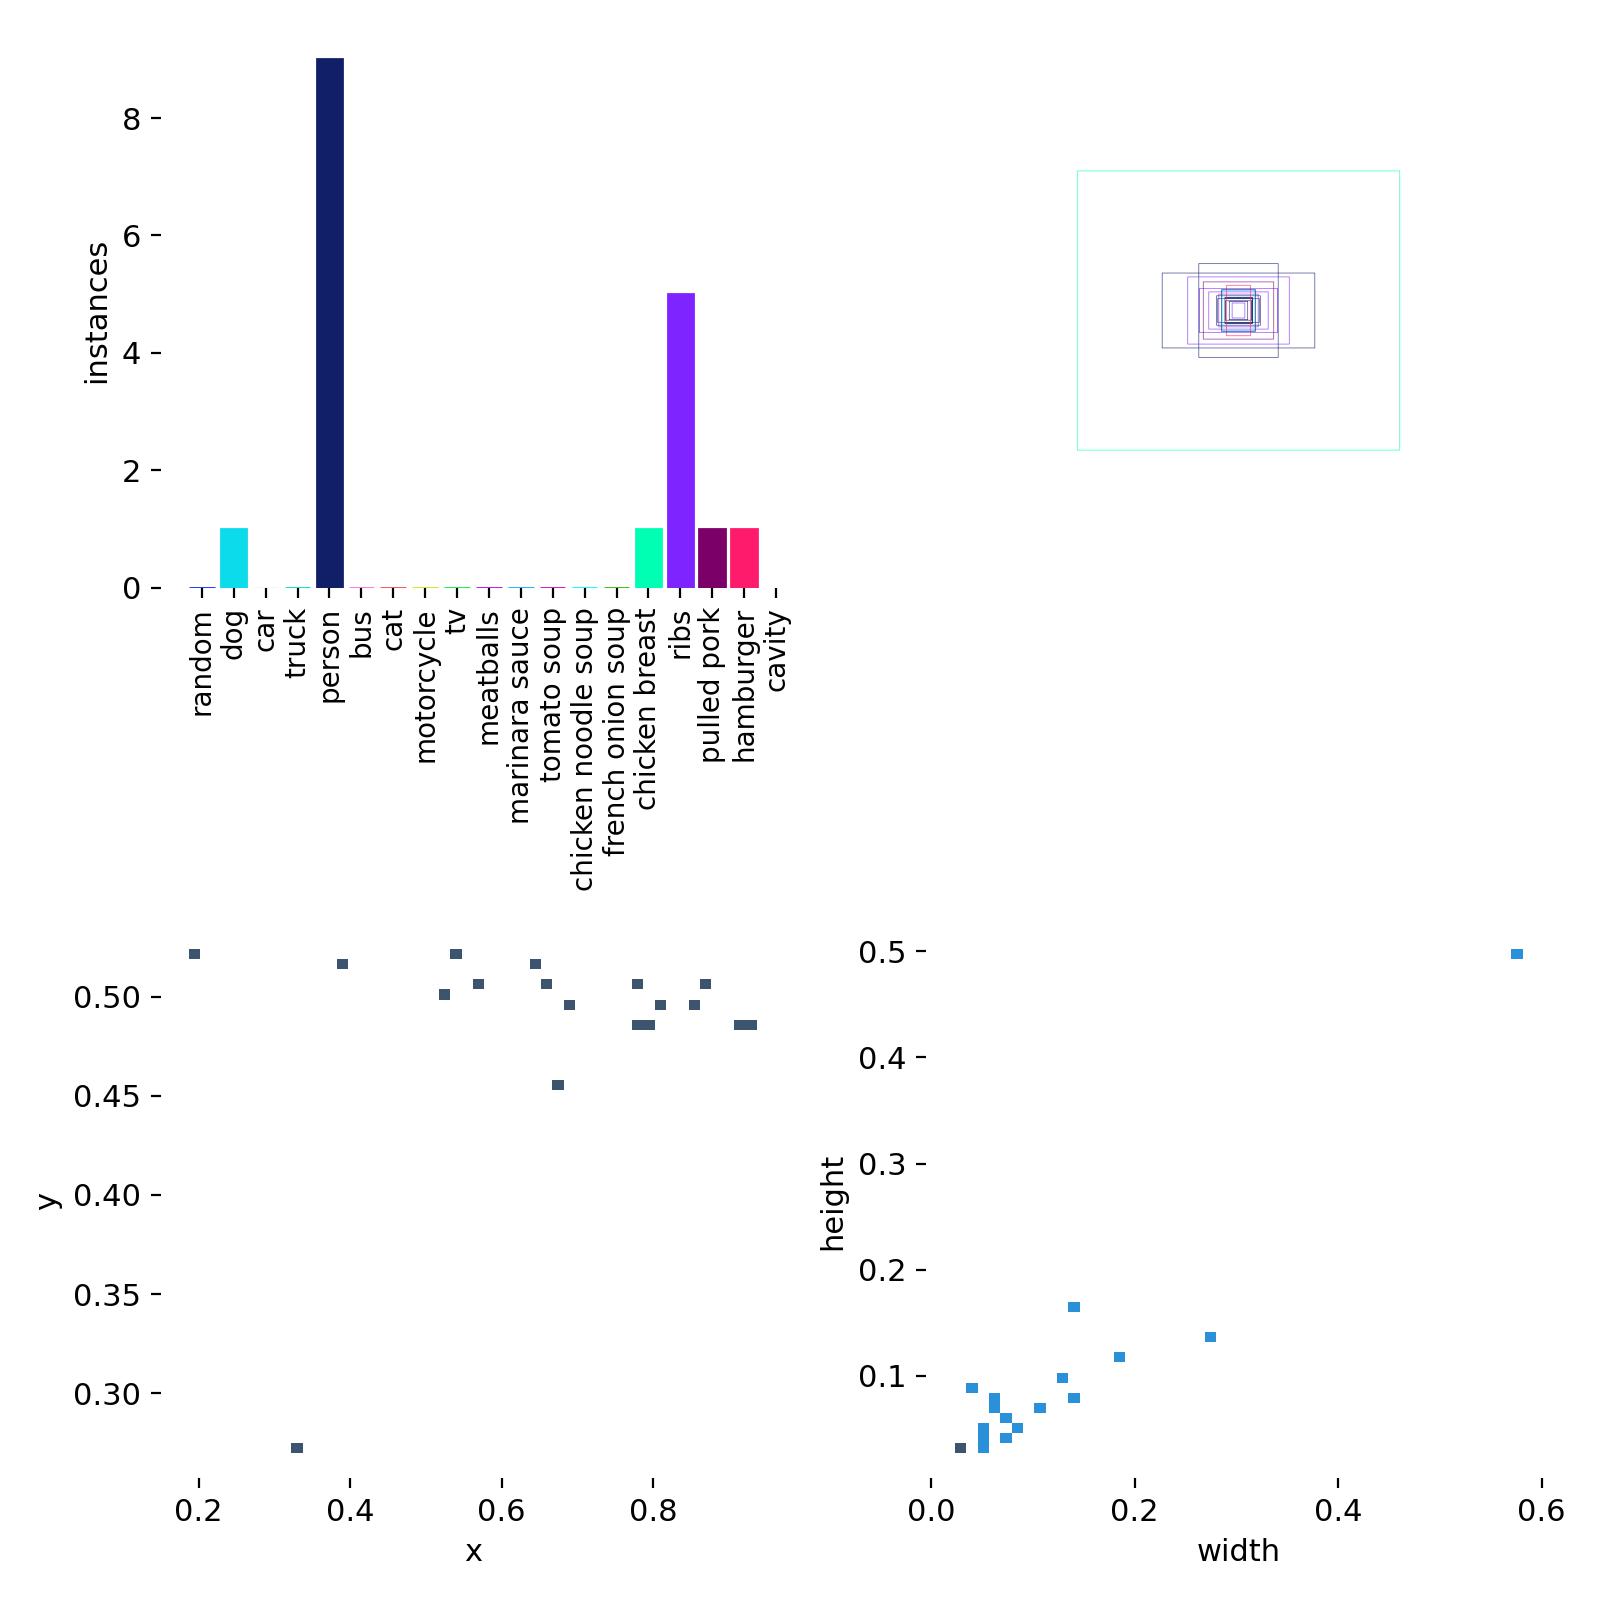 8
6
4
2
0
instances
random
dog
car
truck
person
bus
cat
motorcycle
tv
meatballs
marinara sauce
tomato soup
chicken noodle soup
french onion soup
chicken breast
ribs
pulled pork
hamburger
cavity
0.50
0.45
0.40
0.35
0.30
y
0.2 0.4 0.6 0.8
x
0.5
0.4
0.3
0.2
0.1
height
0.0 0.2 0.4 0.6
width